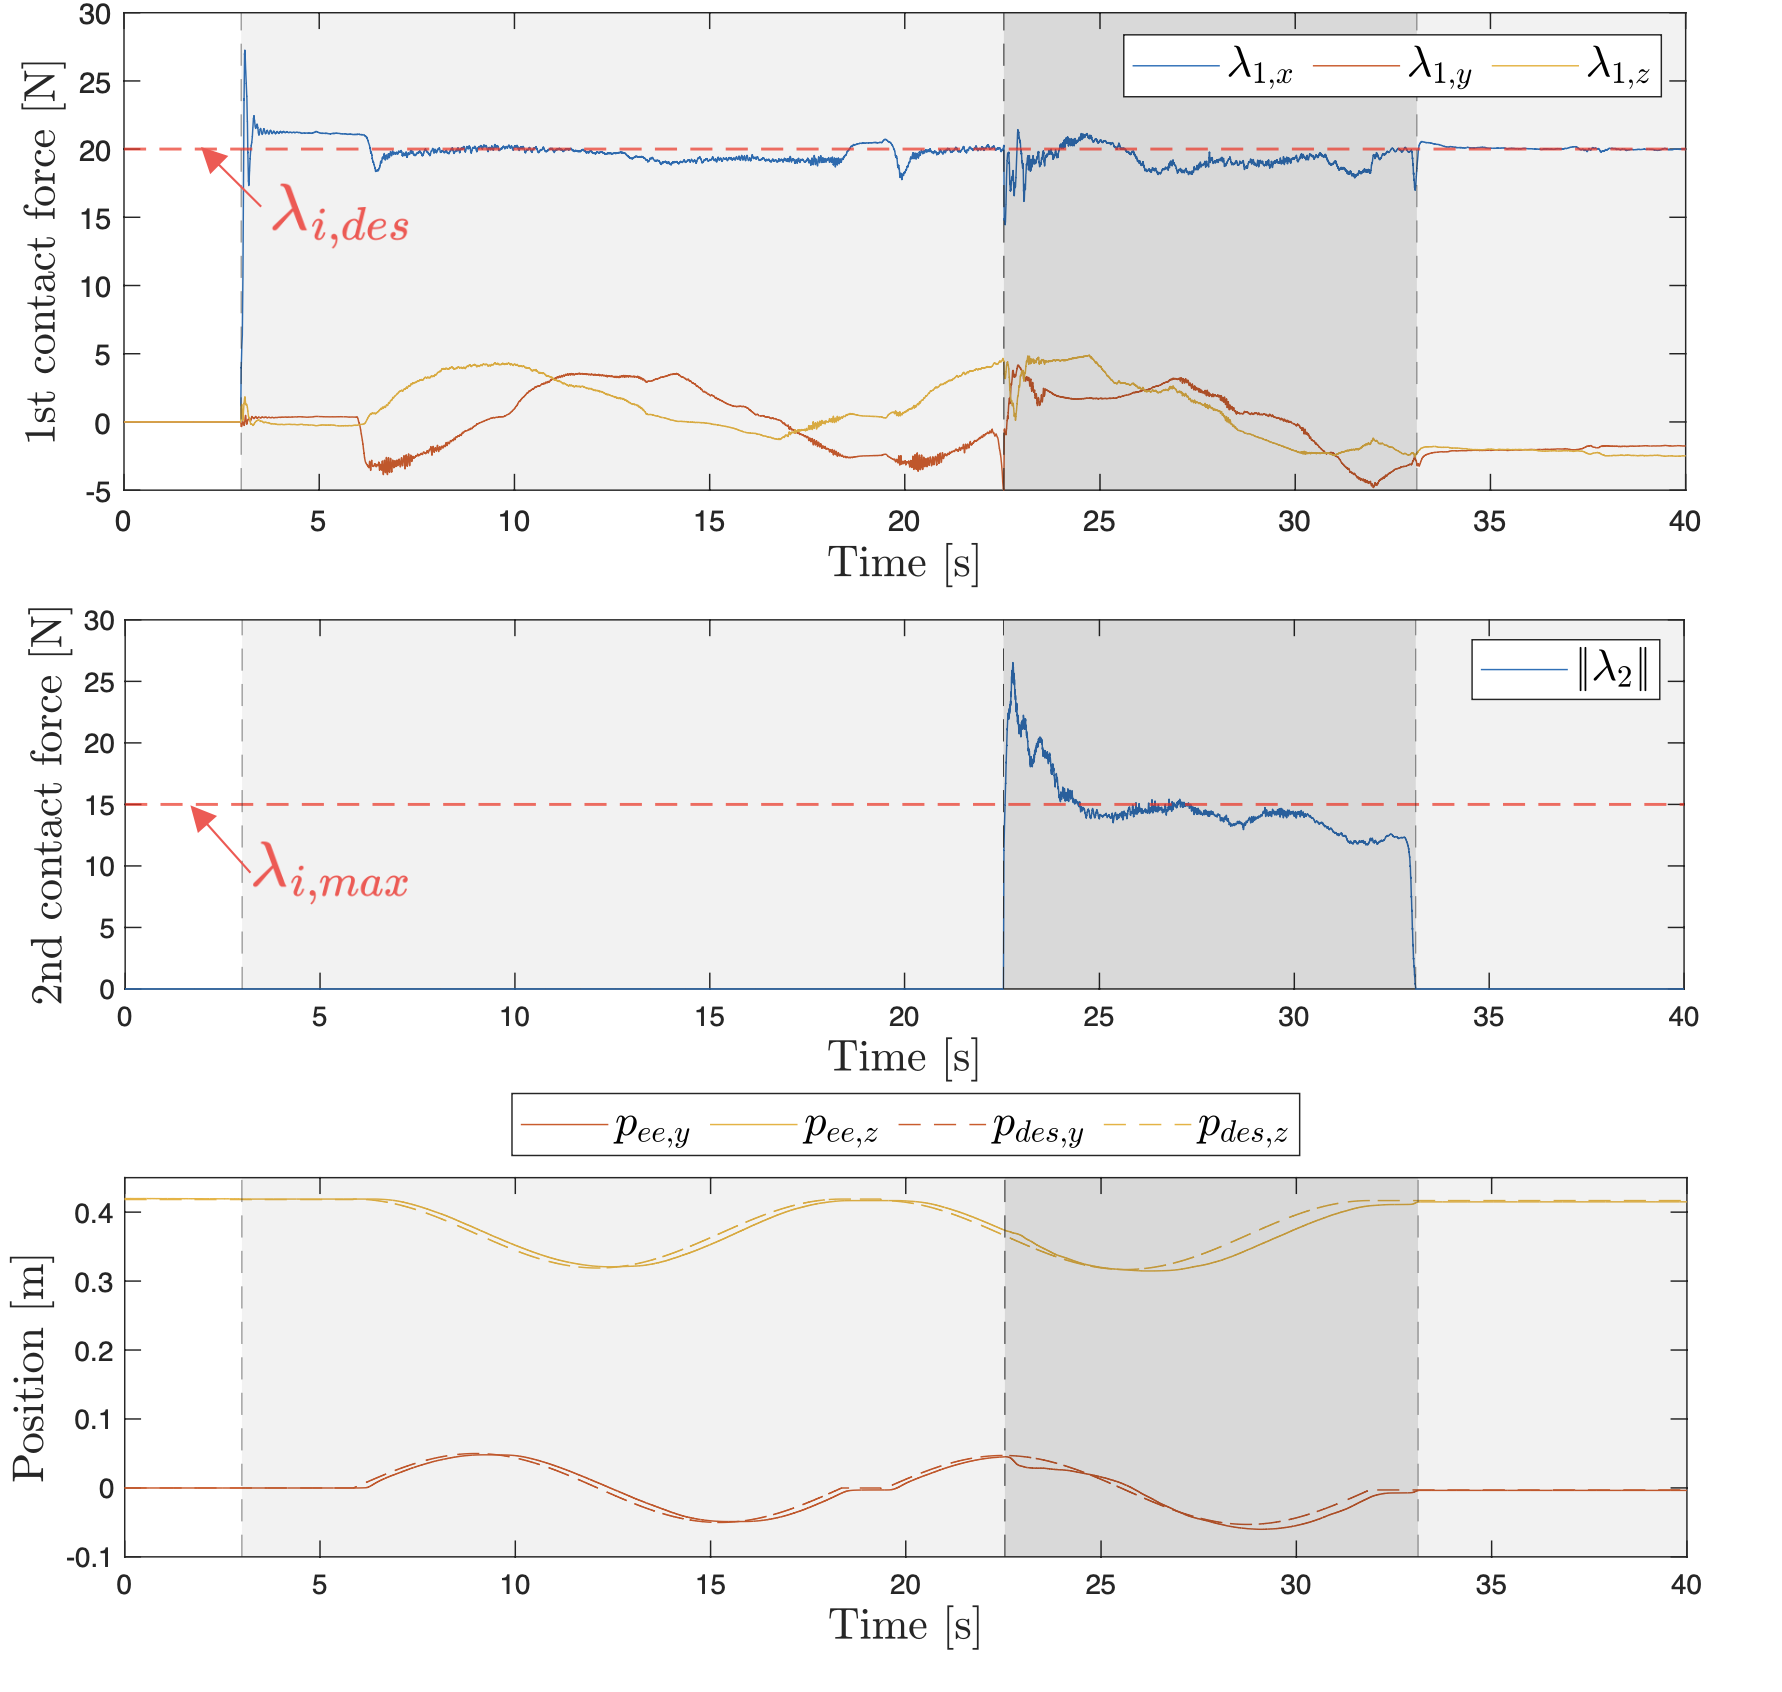 30
25
20
15
10
5
0
-5
1st contact force [N]
λ1,x λ1,y λ1,z
λi,des
0 5 10 15 20 25 30 35 40
Time [s]
30
25
20
15
10
5
0
2nd contact force [N]
‖λ2‖
λi,max
0 5 10 15 20 25 30 35 40
Time [s]
pee,y pee,z pdes,y pdes,z
0.4
0.3
0.2
0.1
0
-0.1
Position [m]
0 5 10 15 20 25 30 35 40
Time [s]